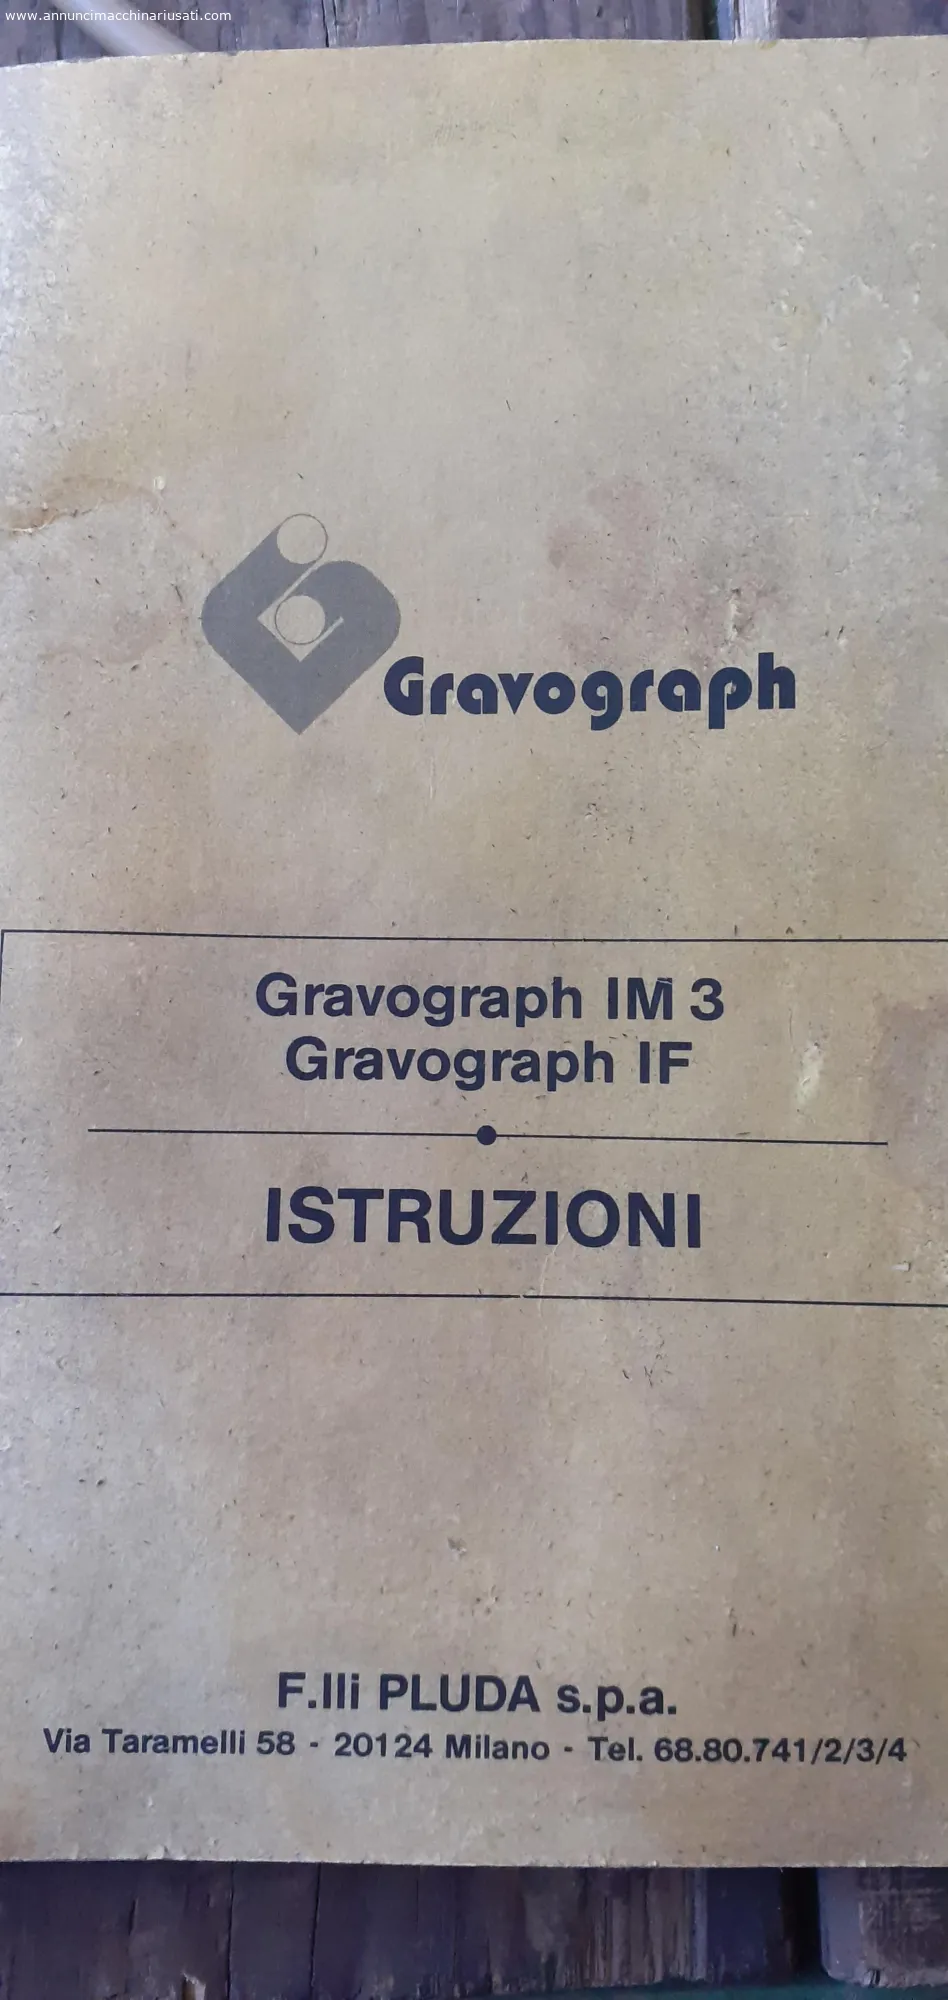 www.annuncimacchinariusati.com
Gravograph
Gravograph IM 3
Gravograph IF
ISTRUZIONI
F.lli PLUDA s.p.a.
Via Taramelli 58 - 20124 Milano - Tel. 68.80.741/2/3/4